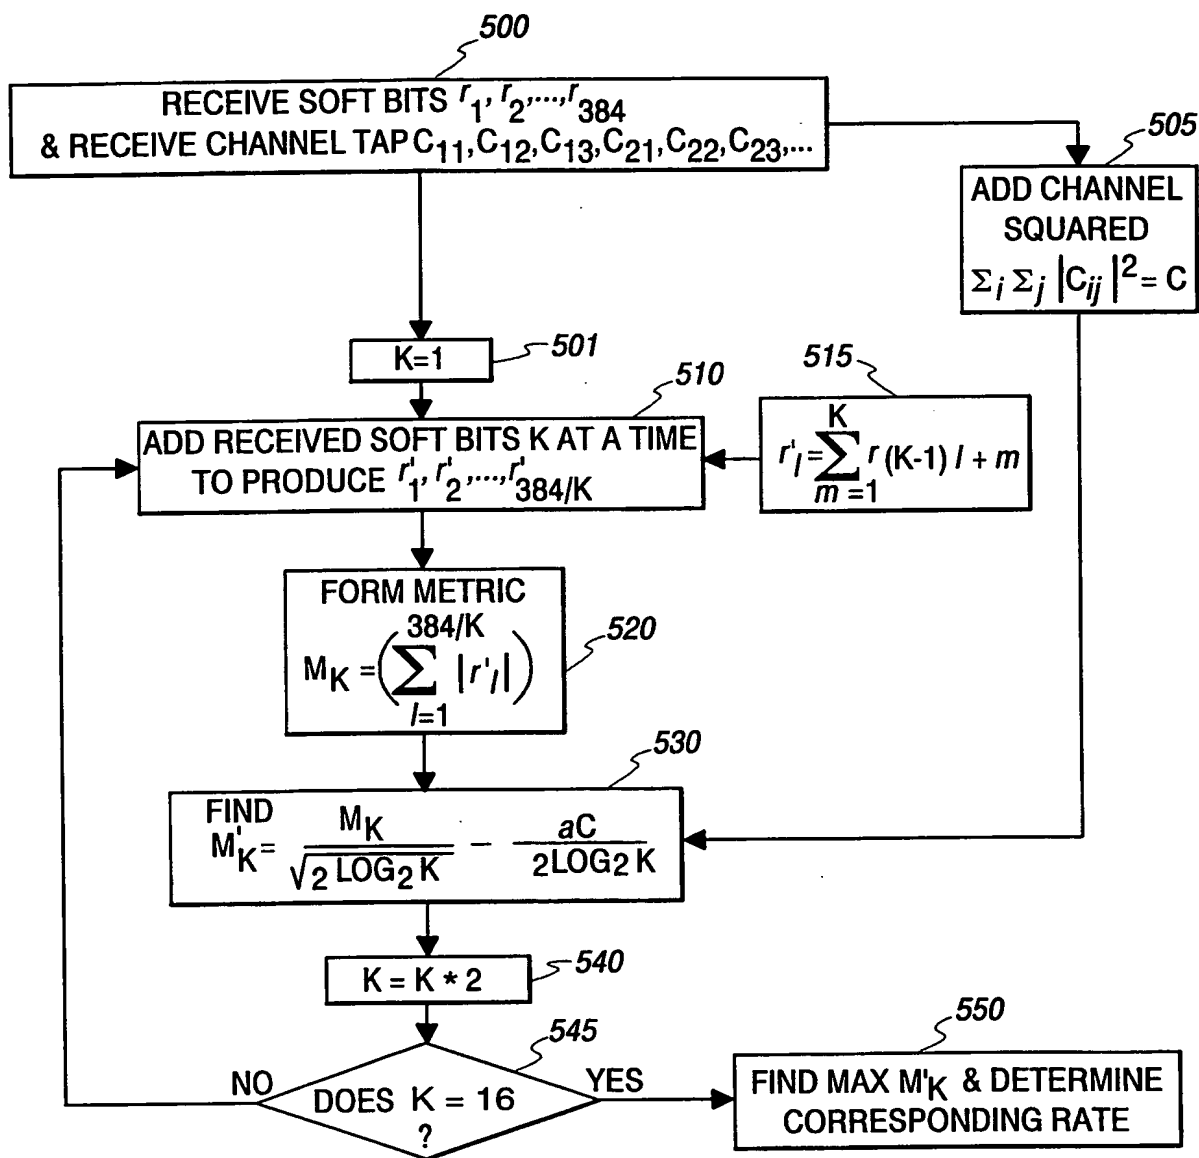 500
RECEIVE SOFT BITS r1, r2,...,r384
& RECEIVE CHANNEL TAP C11,C12,C13,C21,C22,C23,...
505
ADD CHANNEL
SQUARED
Σi Σj |Cij|² = C
K=1
501
510
ADD RECEIVED SOFT BITS K AT A TIME
TO PRODUCE r'1, r'2,...,r'384/K
515
r'l = K∑m=1 r (K-1) l + m
FORM METRIC
MK = (384/K∑l=1 |r'l|)
520
530
FIND
M'K = MK / √2 LOG2 K - aC / 2LOG2 K
K = K * 2
540
545
DOES K = 16
?
NO
YES
550
FIND MAX M'K & DETERMINE
CORRESPONDING RATE